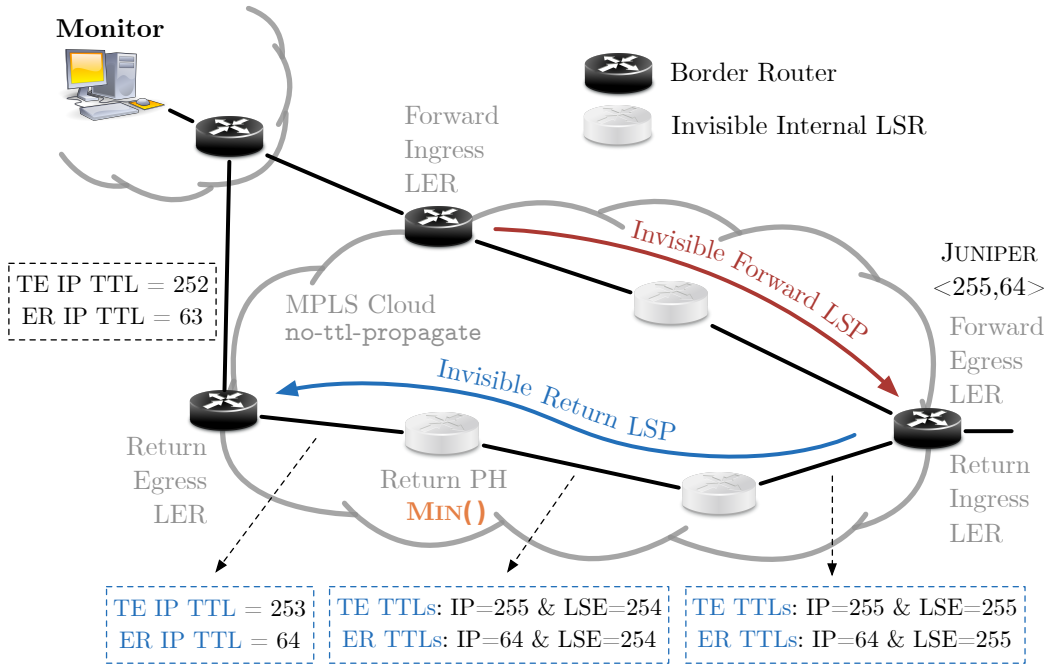 Monitor
Border Router
Invisible Internal LSR
Forward
Ingress
LER
Invisible Forward LSP
JUNIPER
<255,64>
TE IP TTL = 252
ER IP TTL = 63
MPLS Cloud
no-ttl-propagate
Forward
Egress
LER
Invisible Return LSP
Return
Egress
LER
Return PH
MIN()
Return
Ingress
LER
TE IP TTL = 253
ER IP TTL = 64
TE TTLs: IP=255 & LSE=254
ER TTLs: IP=64 & LSE=254
TE TTLs: IP=255 & LSE=255
ER TTLs: IP=64 & LSE=255